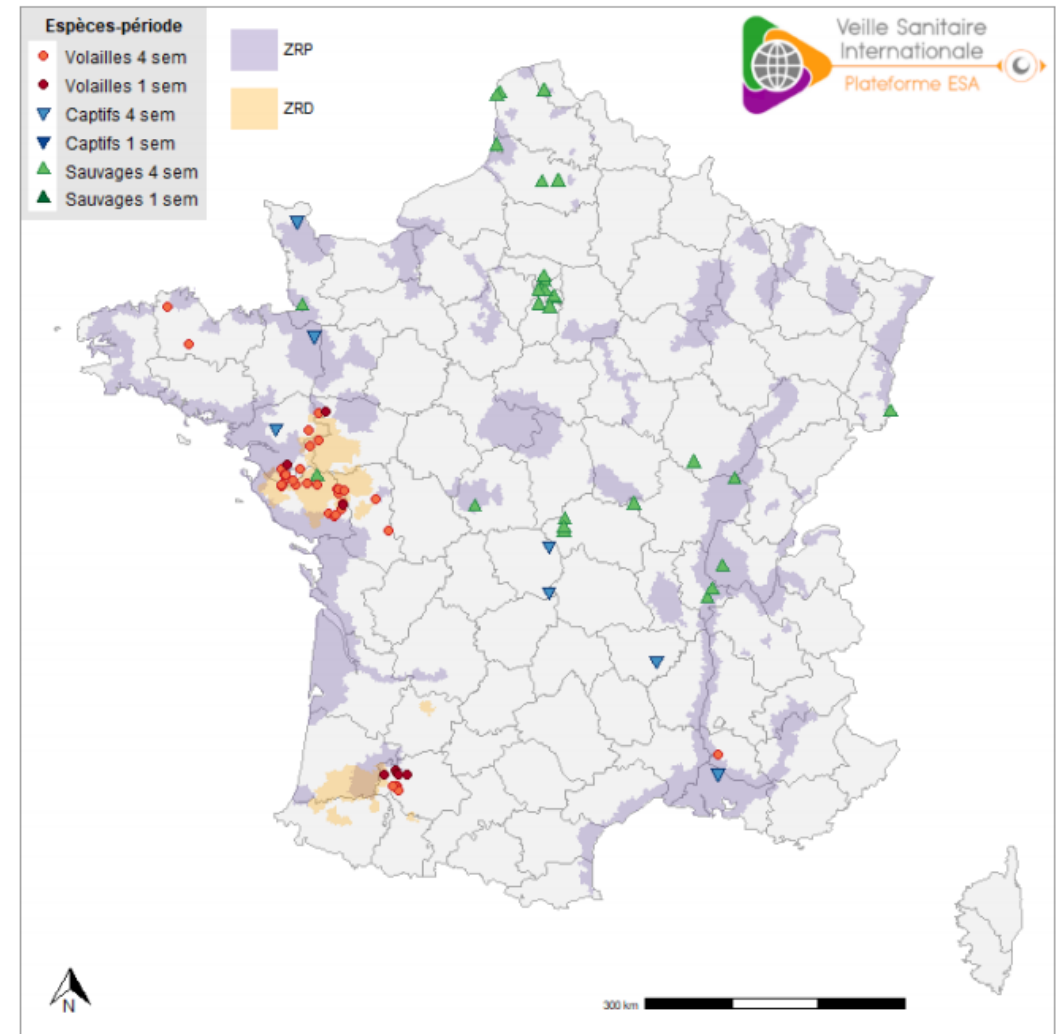 Espèces-période
Volailles 4 sem
Volailles 1 sem
Captifs 4 sem
Captifs 1 sem
Sauvages 4 sem
Sauvages 1 sem
ZRP
ZRD
Veille Sanitaire
Internationale
Plateforme ESA
N
300 km